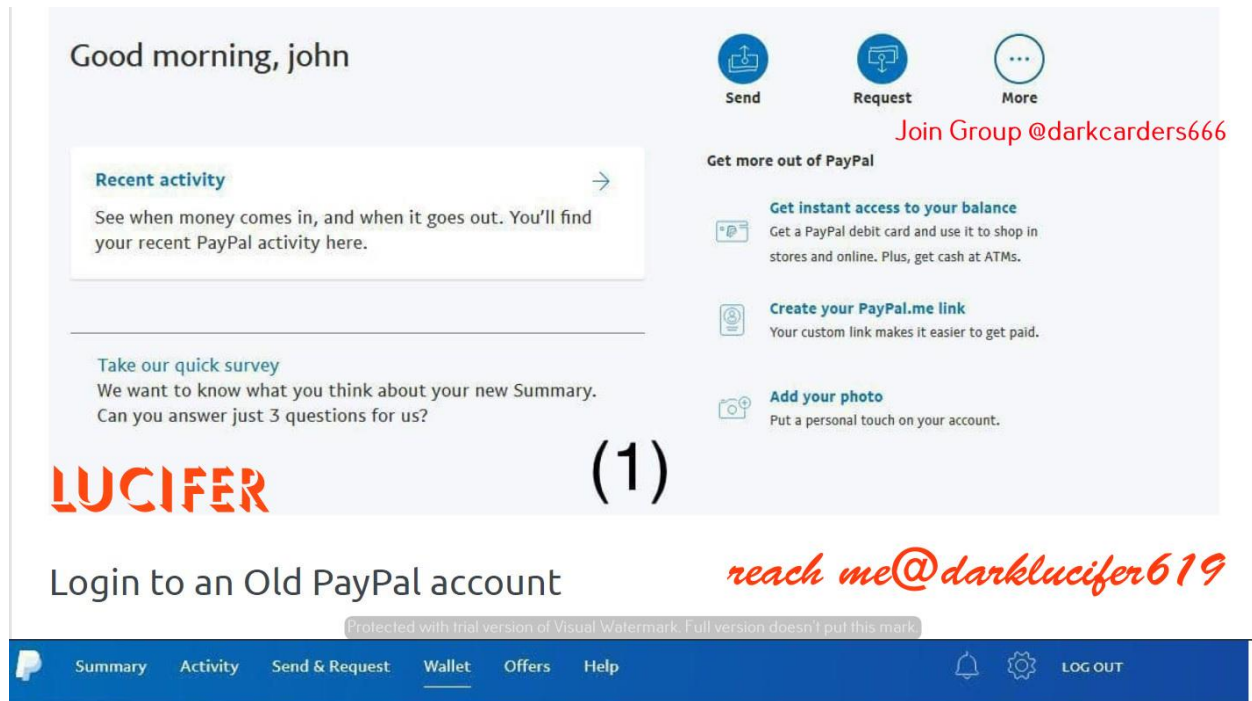 Good morning, john
Send Request More
Join Group @darkcarders666
Recent activity
See when money comes in, and when it goes out. You'll find
your recent PayPal activity here.
Take our quick survey
We want to know what you think about your new Summary.
Can you answer just 3 questions for us?
Get more out of PayPal
Get instant access to your balance
Get a PayPal debit card and use it to shop in
stores and online. Plus, get cash at ATMs.
Create your PayPal.me link
Your custom link makes it easier to get paid.
Add your photo
Put a personal touch on your account.
(1)
LUCIFER
Login to an Old PayPal account
reach me@darklucifer619
Protected with trial version of Visual Watermark. Full version doesn't put this mark.
Summary Activity Send & Request Wallet Offers Help LOG OUT